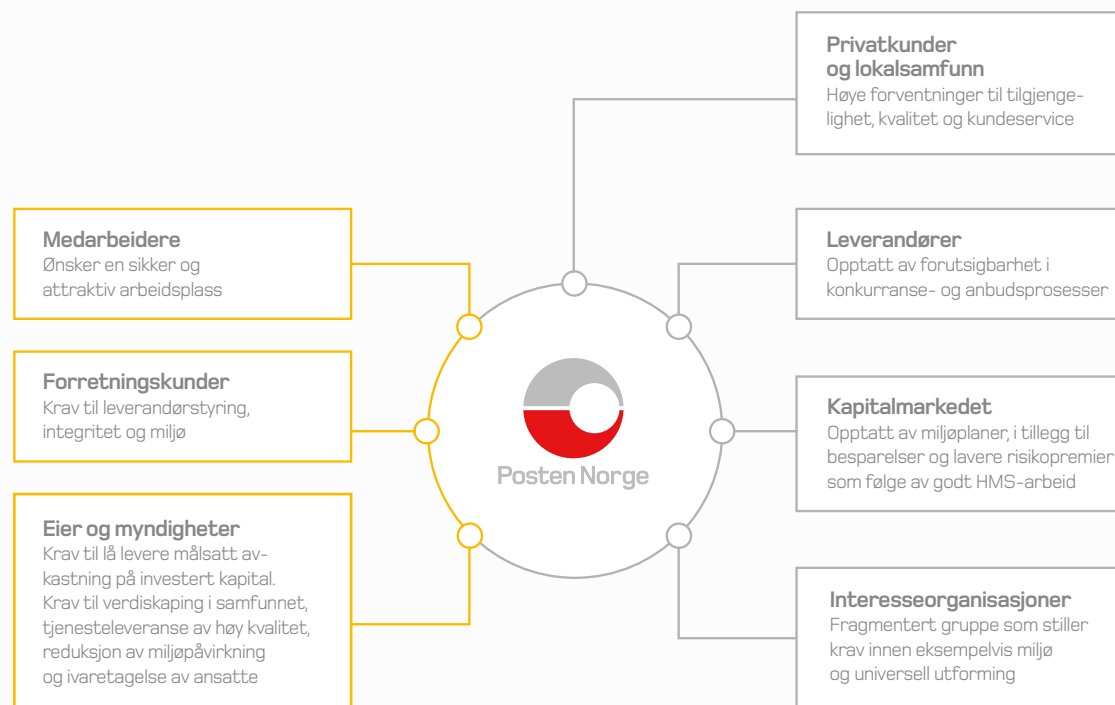 Privatkunder
og lokalsamfunn
Høye forventninger til tilgjenge-
lighet, kvalitet og kundeservice
Medarbeidere
Ønsker en sikker og
attraktiv arbeidsplass
Leverandører
Opptatt av forutsigbarhet i
konkurranse- og anbudsprosesser
Forretningskunder
Krav til leverandørstyring,
integritet og miljø
Kapitalmarkedet
Opptatt av miljøplaner, i tillegg til
besparelser og lavere risikopremier
som følge av godt HMS-arbeid
Posten Norge
Eier og myndigheter
Krav til lå levere målsatt av-
kastning på investert kapital.
Krav til verdiskaping i samfunnet,
tjenesteleveranse av høy kvalitet,
reduksjon av miljøpåvirkning
og ivaretagelse av ansatte
Interesseorganisasjoner
Fragmentert gruppe som stiller
krav innen eksempelvis miljø
og universell utforming